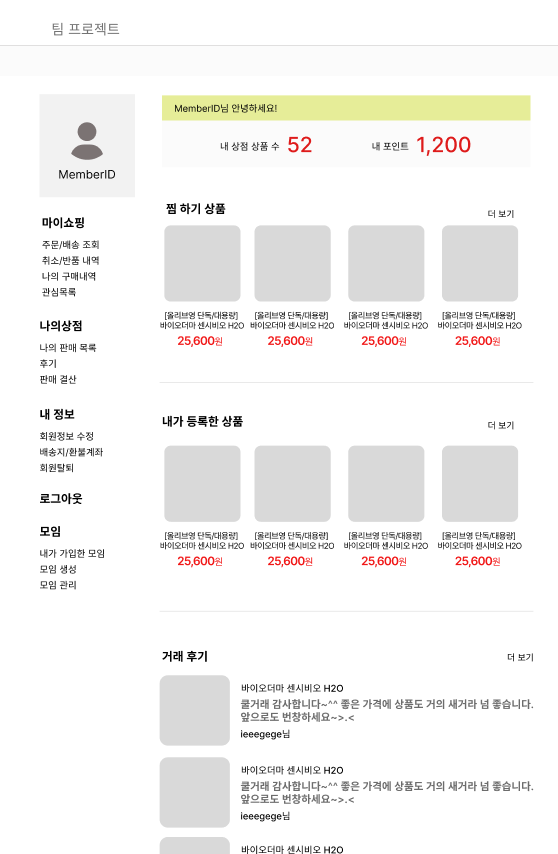 팀 프로젝트
MemberID
마이쇼핑
주문/배송 조회
취소/반품 내역
나의 구매내역
관심목록
나의상점
나의 판매 목록
후기
판매 결산
내 정보
회원정보 수정
배송지/환불계좌
회원탈퇴
로그아웃
모임
내가 가입한 모임
모임 생성
모임 관리
MemberID님 안녕하세요!
내 상점 상품 수 52 내 포인트 1,200
찜 하기 상품 더 보기
[올리브영 단독/대용량] [올리브영 단독/대용량] [올리브영 단독/대용량] [올리브영 단독/대용량]
바이오더마 센시비오 H2O 바이오더마 센시비오 H2O 바이오더마 센시비오 H2O 바이오더마 센시비오 H2O
25,600원 25,600원 25,600원 25,600원
내가 등록한 상품 더 보기
[올리브영 단독/대용량] [올리브영 단독/대용량] [올리브영 단독/대용량] [올리브영 단독/대용량]
바이오더마 센시비오 H2O 바이오더마 센시비오 H2O 바이오더마 센시비오 H2O 바이오더마 센시비오 H2O
25,600원 25,600원 25,600원 25,600원
거래 후기 더 보기
바이오더마 센시비오 H2O
쿨거래 감사합니다~^^ 좋은 가격에 상품도 거의 새거라 넘 좋습니다.
앞으로도 번창하세요~>.<
ieeegege님
바이오더마 센시비오 H2O
쿨거래 감사합니다~^^ 좋은 가격에 상품도 거의 새거라 넘 좋습니다.
앞으로도 번창하세요~>.<
ieeegege님
바이오더마 센시비오 H2O